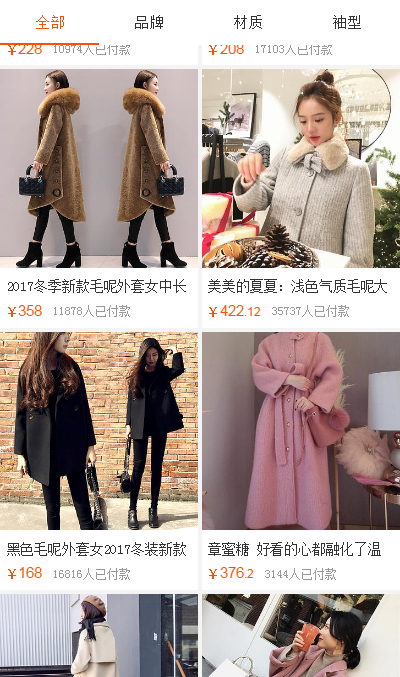 全部 品牌 材质 袖型
¥228 10974人已付款
¥208 17103人已付款
2017冬季新款毛呢外套女中长
¥358 11878人已付款
美美的夏夏：浅色气质毛呢大
¥422.12 35737人已付款
黑色毛呢外套女2017冬装新款
¥168 16816人已付款
章蜜糖 好看的心都融化了温
¥376.2 3144人已付款